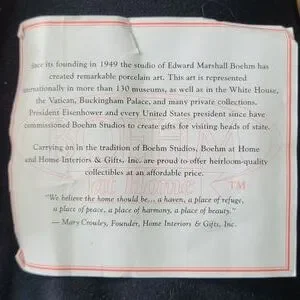 Since its founding in 1949 the studio of Edward Marshall Boehm has
created remarkable porcelain art. This art is represented
internationally in more than 130 museums, as well as in the White House,
the Vatican, Buckingham Palace, and many private collections.
President Eisenhower and every United States president since have
commissioned Boehm Studios to create gifts for visiting heads of state.
Carrying on in the tradition of Boehm Studios, Boehm at Home
and Home Interiors & Gifts, Inc. are proud to offer heirloom-quality
collectibles at an affordable price.
TM
"We believe the home should be... a haven, a place of refuge,
a place of peace, a place of harmony, a place of beauty."
— Mary Crowley, Founder, Home Interiors & Gifts, Inc.